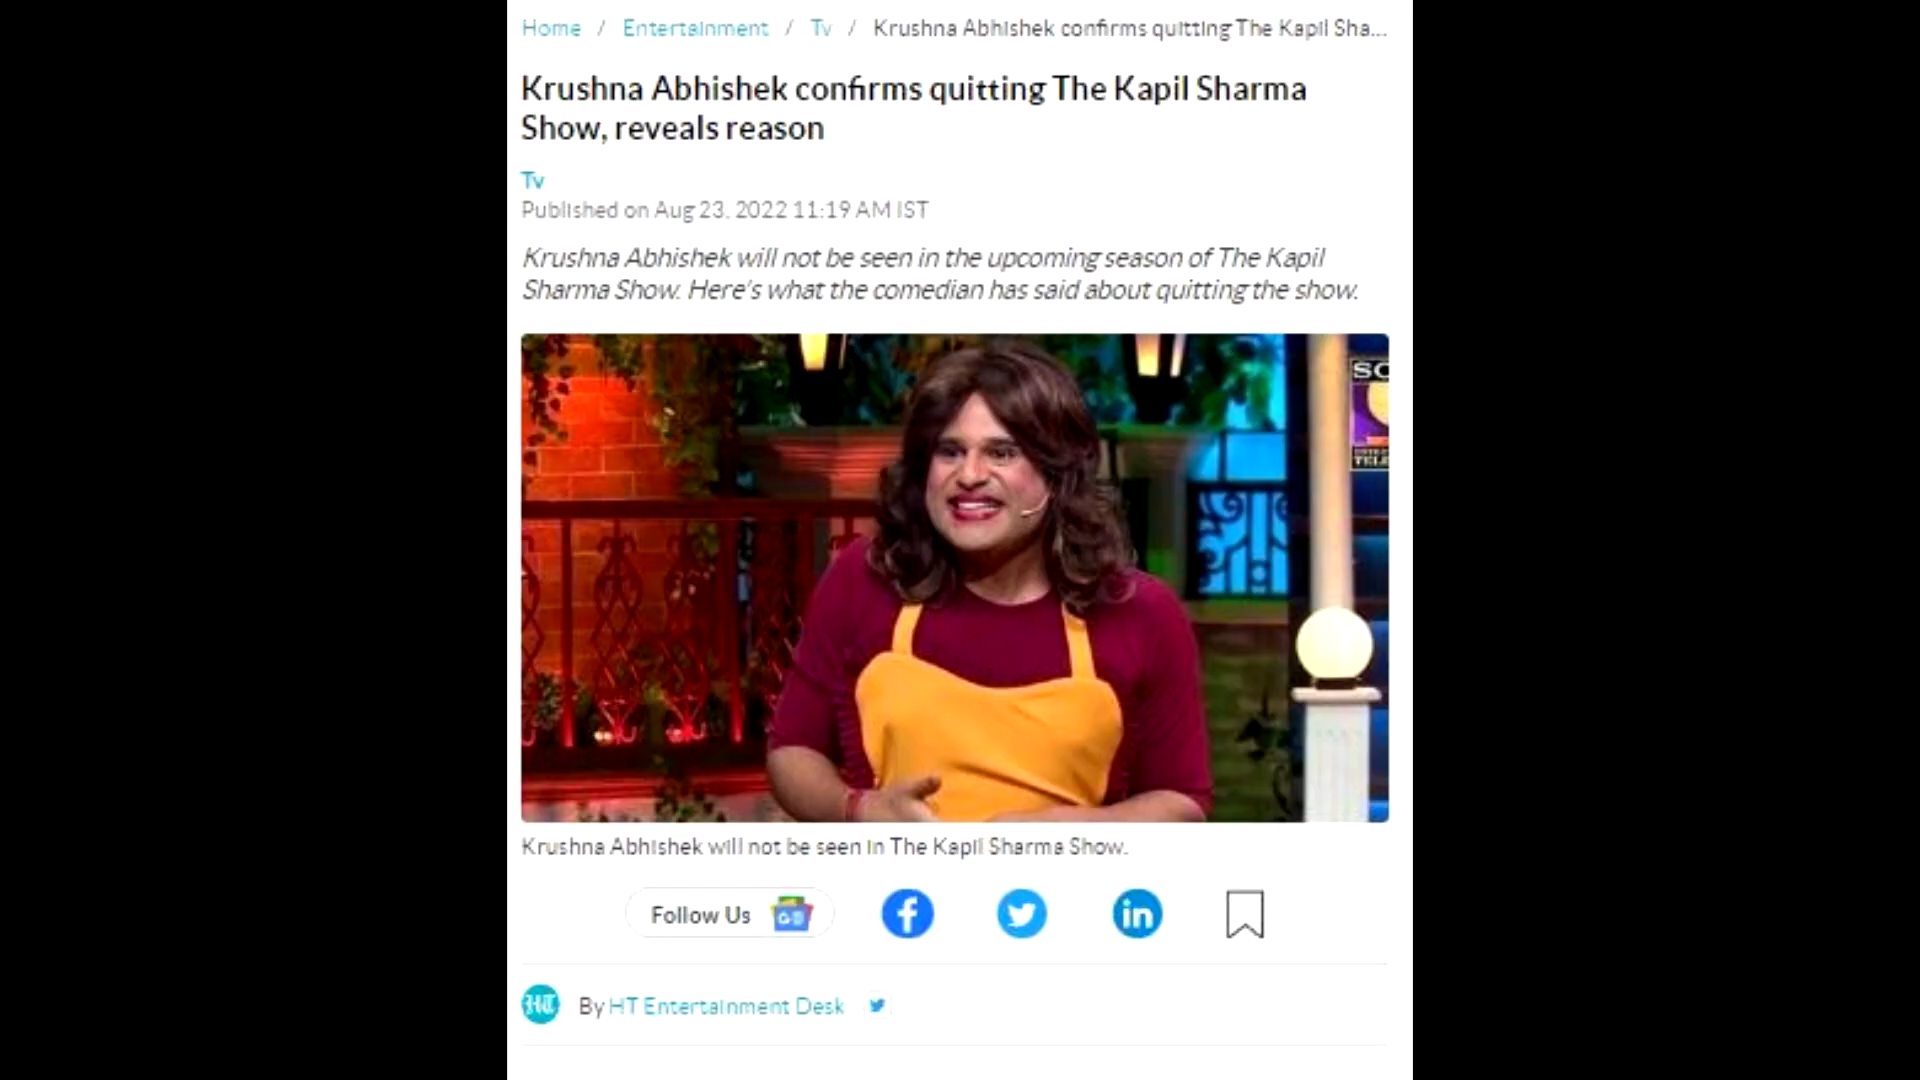 Home / Entertainment / Tv / Krushna Abhishek confirms quitting The Kapil Sha...
Krushna Abhishek confirms quitting The Kapil Sharma
Show, reveals reason
Tv
Published on Aug 23, 2022 11:19 AM IST
Krushna Abhishek will not be seen in the upcoming season of The Kapil
Sharma Show. Here's what the comedian has said about quitting the show.
SO
TELE
Krushna Abhishek will not be seen in The Kapil Sharma Show.
Follow Us
HT By HT Entertainment Desk